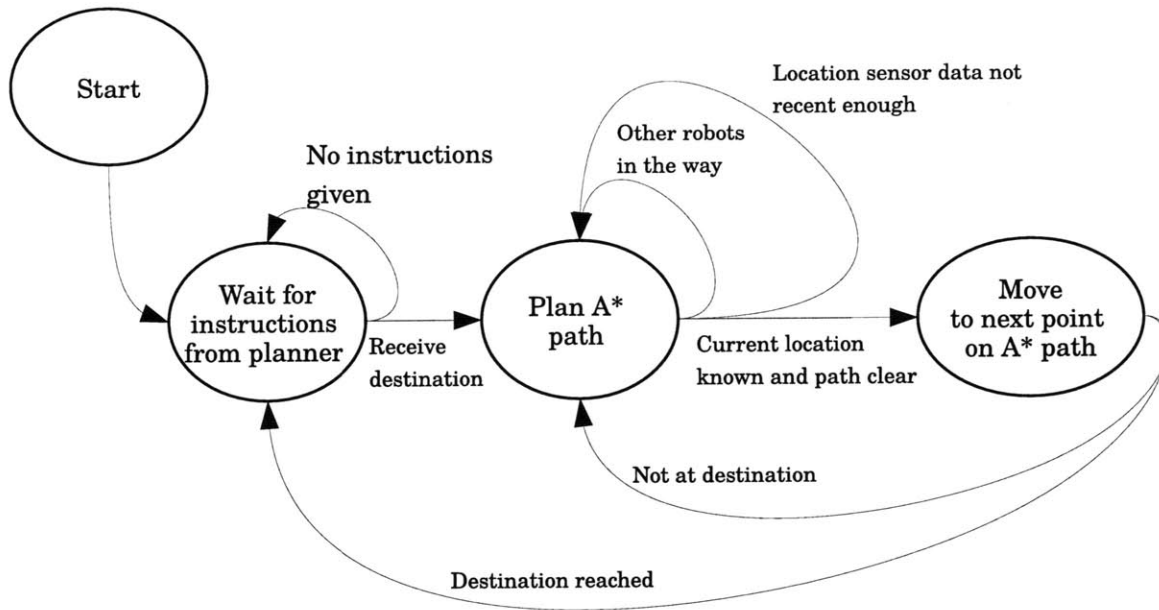 Start
Location sensor data not
recent enough
Other robots
in the way
No instructions
given
Wait for
instructions
from planner
Plan A*
path
Move
to next point
on A* path
Receive
destination
Current location
known and path clear
Not at destination
Destination reached